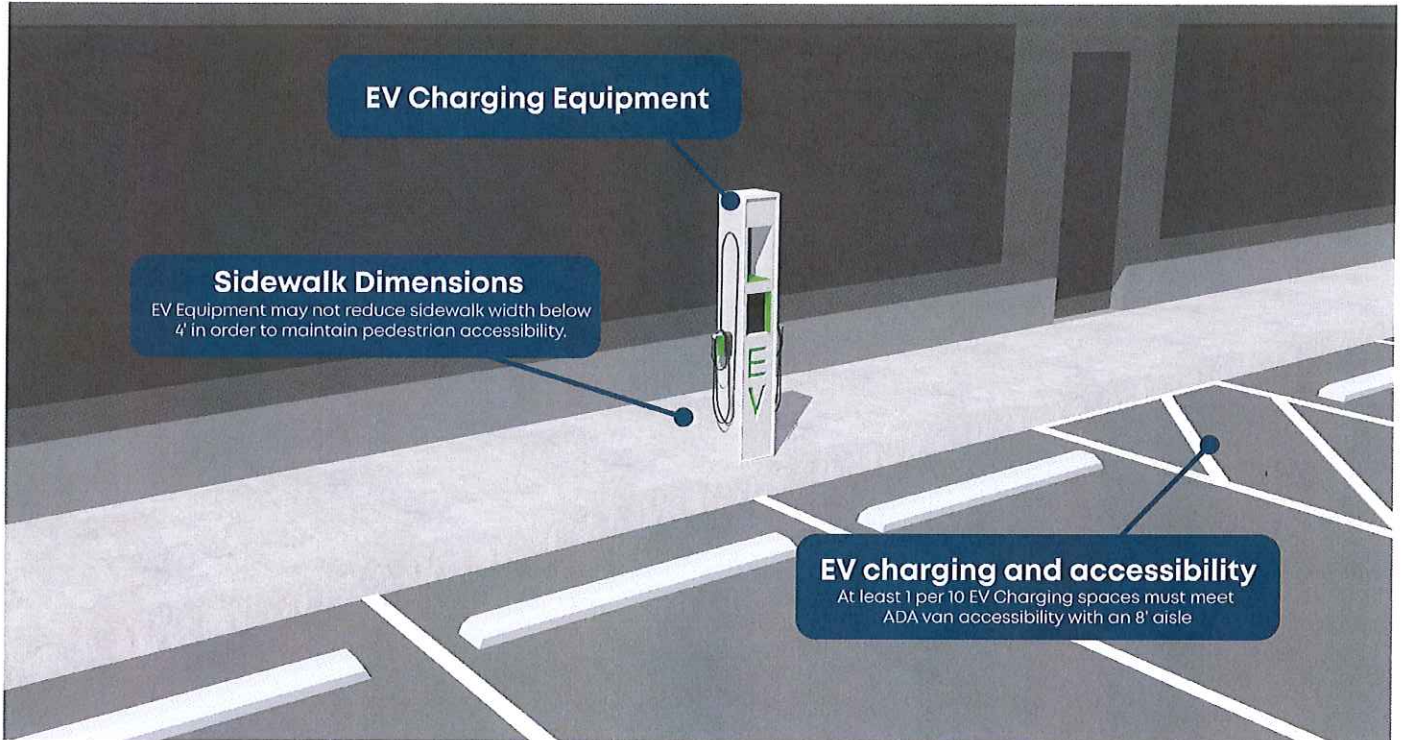 EV Charging Equipment
Sidewalk Dimensions
EV Equipment may not reduce sidewalk width below
4' in order to maintain pedestrian accessibility.
EV
EV charging and accessibility
At least 1 per 10 EV Charging spaces must meet
ADA van accessibility with an 8' aisle